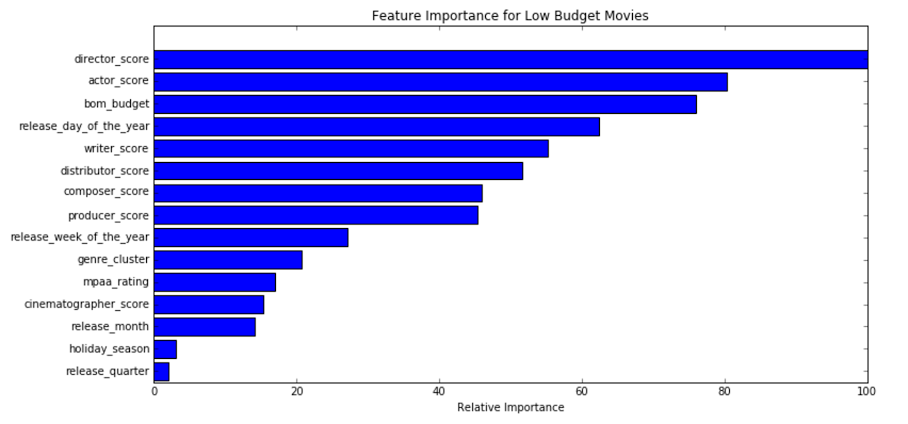 Feature Importance for Low Budget Movies
director_score
actor_score
bom_budget
release_day_of_the_year
writer_score
distributor_score
composer_score
producer_score
release_week_of_the_year
genre_cluster
mpaa_rating
cinematographer_score
release_month
holiday_season
release_quarter
0 20 40 60 80 100
Relative Importance